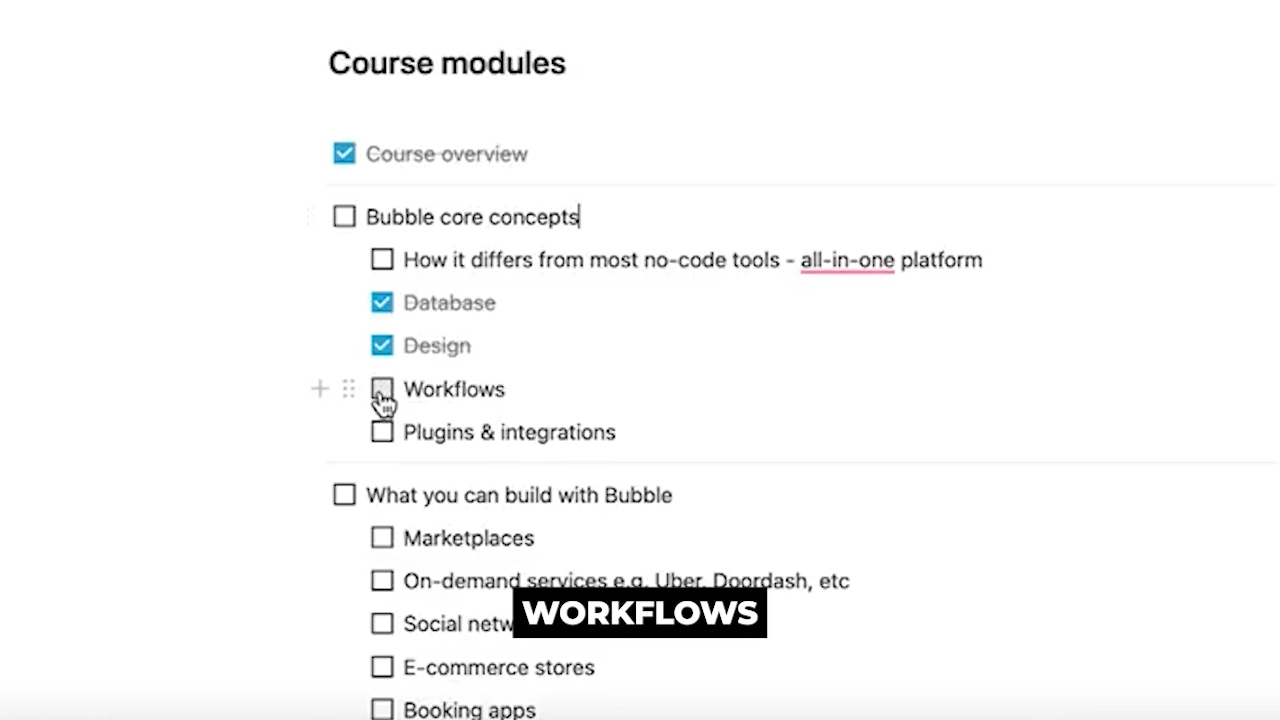 Course modules
Course overview
Bubble core concepts
How it differs from most no-code tools - all-in-one platform
Database
Design
Workflows
Plugins & integrations
What you can build with Bubble
Marketplaces
On-demand services e.g. Uber, Doordash, etc
WORKFLOWS
Social
E-commerce stores
Booking apps